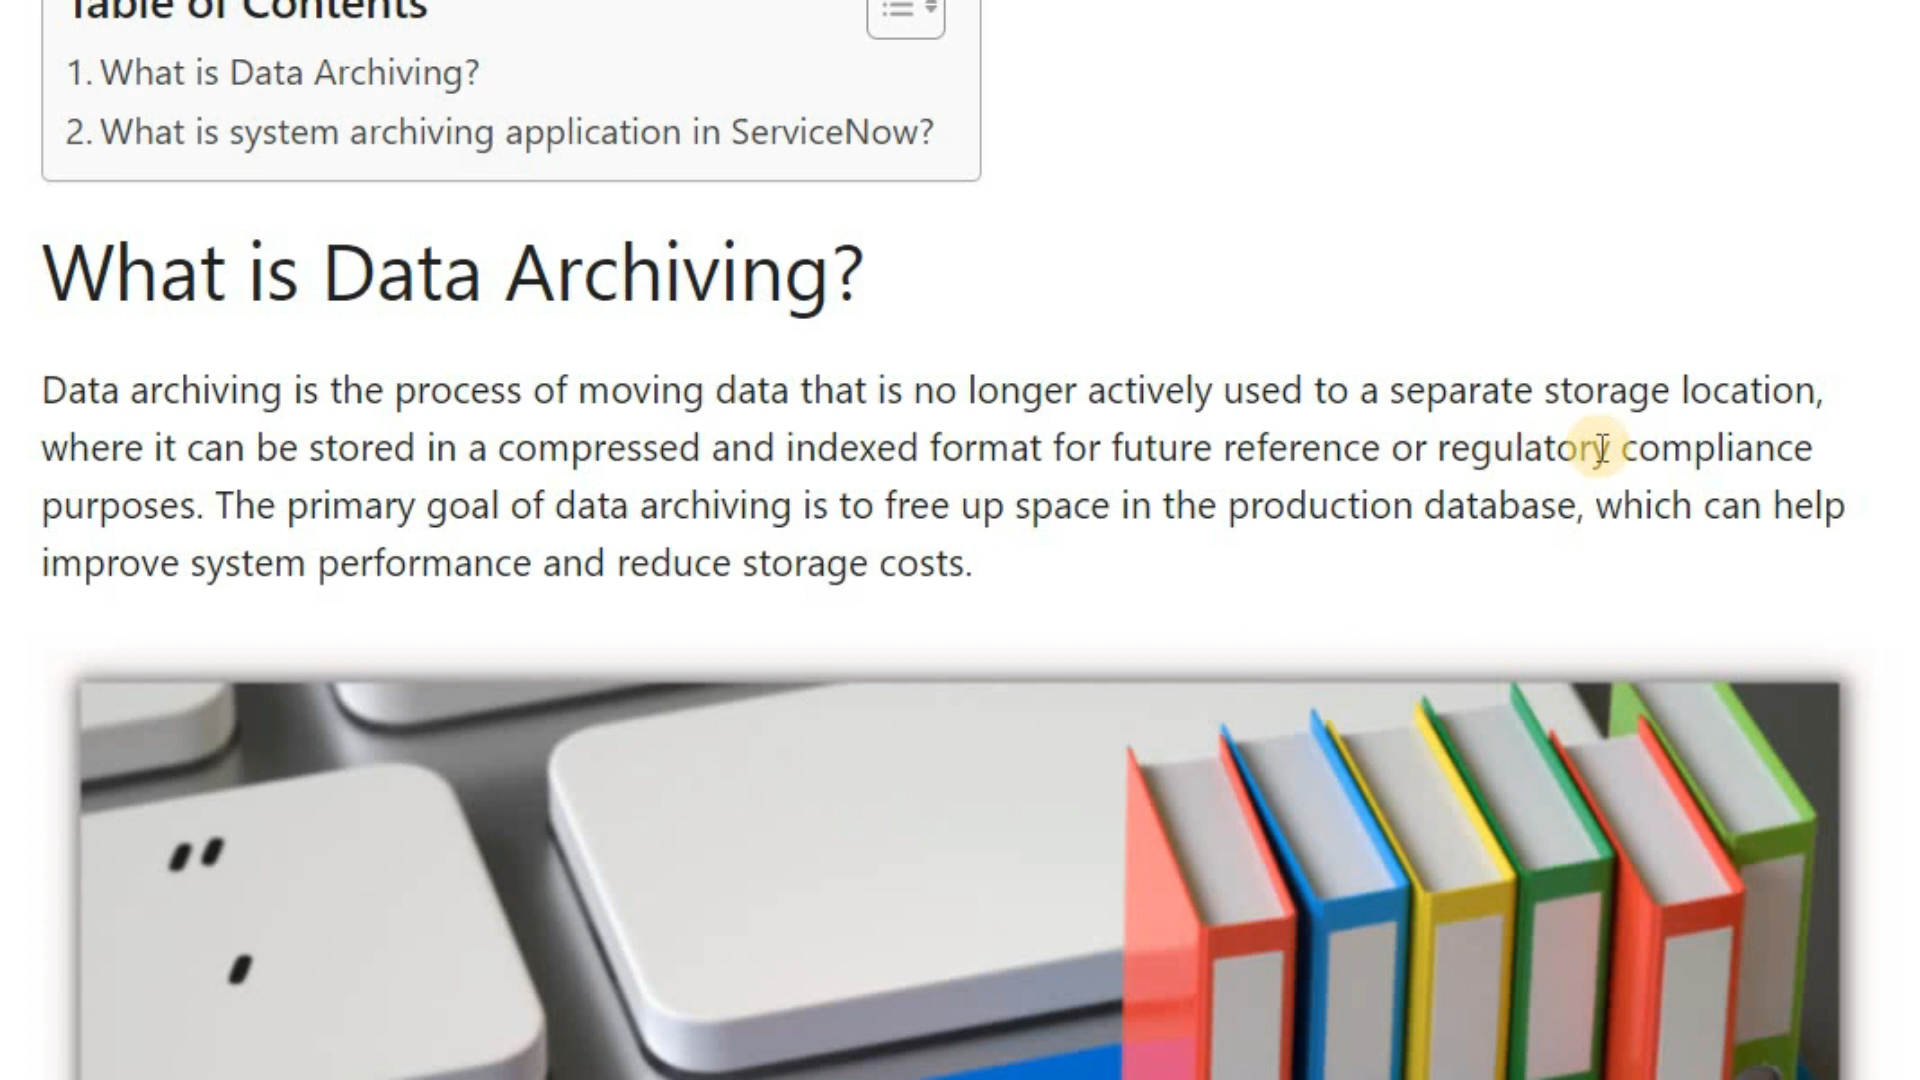 Table of Contents
1. What is Data Archiving?
2. What is system archiving application in ServiceNow?
What is Data Archiving?
Data archiving is the process of moving data that is no longer actively used to a separate storage location,
where it can be stored in a compressed and indexed format for future reference or regulatory compliance
purposes. The primary goal of data archiving is to free up space in the production database, which can help
improve system performance and reduce storage costs.
"
'